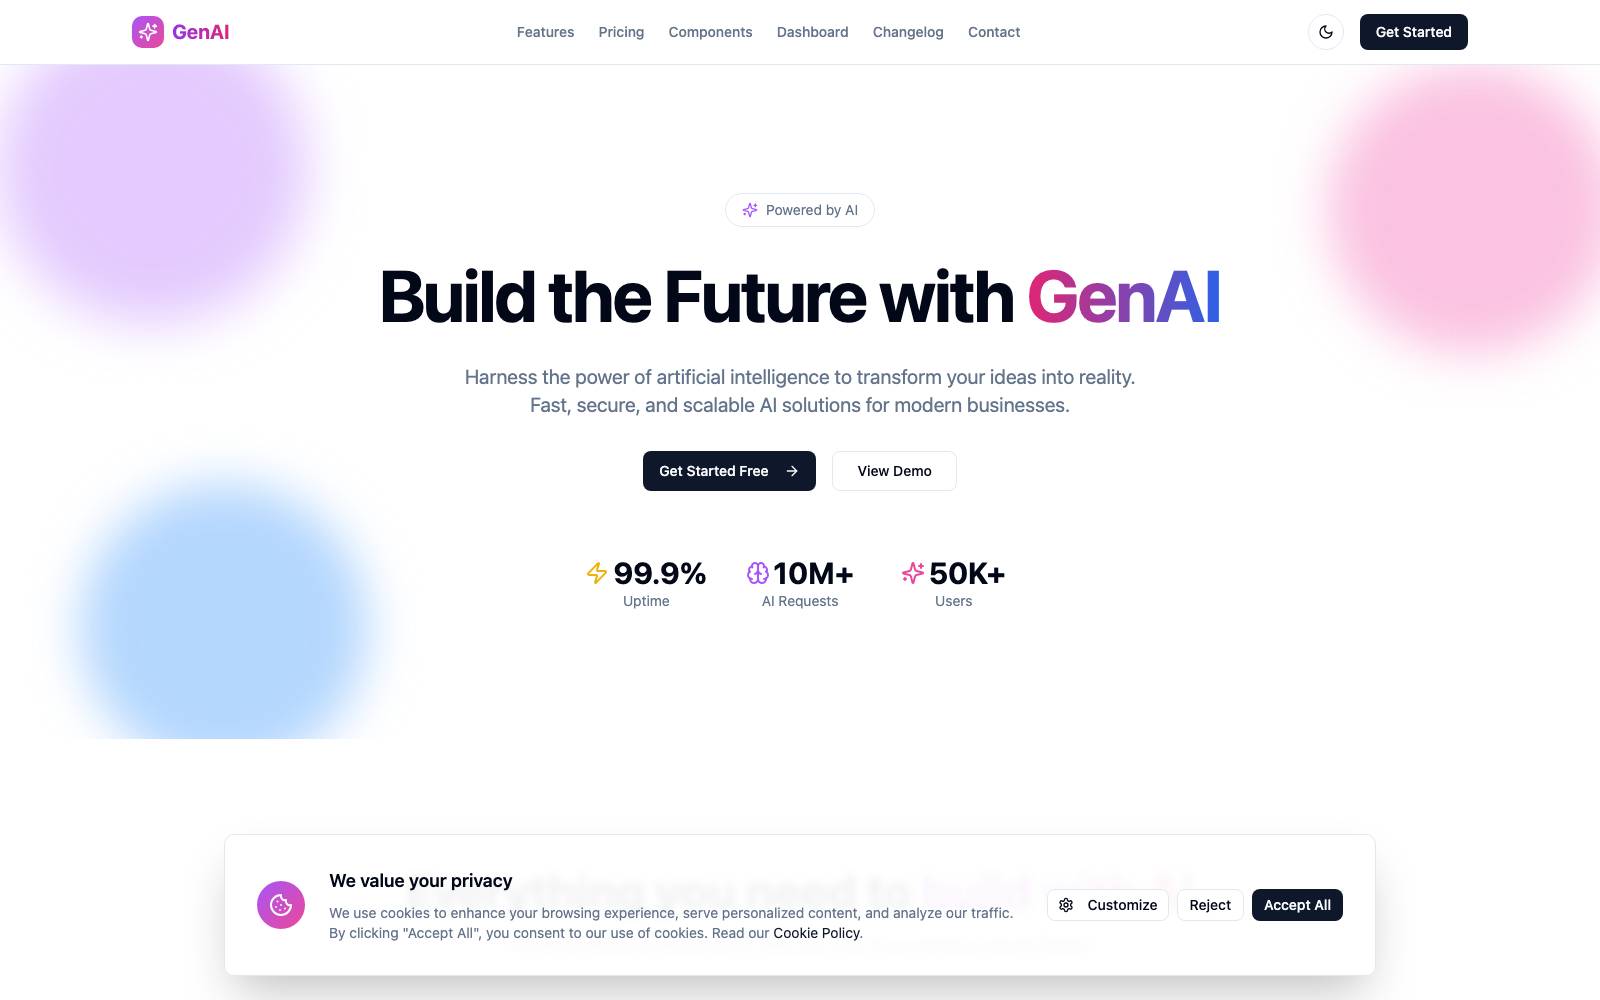 GenAI
Features
Pricing
Components
Dashboard
Changelog
Contact
Get Started
Powered by AI
Build the Future with GenAI
Harness the power of artificial intelligence to transform your ideas into reality.
Fast, secure, and scalable AI solutions for modern businesses.
Get Started Free
View Demo
99.9%
Uptime
10M+
AI Requests
50K+
Users
We value your privacy
We use cookies to enhance your browsing experience, serve personalized content, and analyze our traffic.
By clicking "Accept All", you consent to our use of cookies. Read our Cookie Policy.
Customize
Reject
Accept All